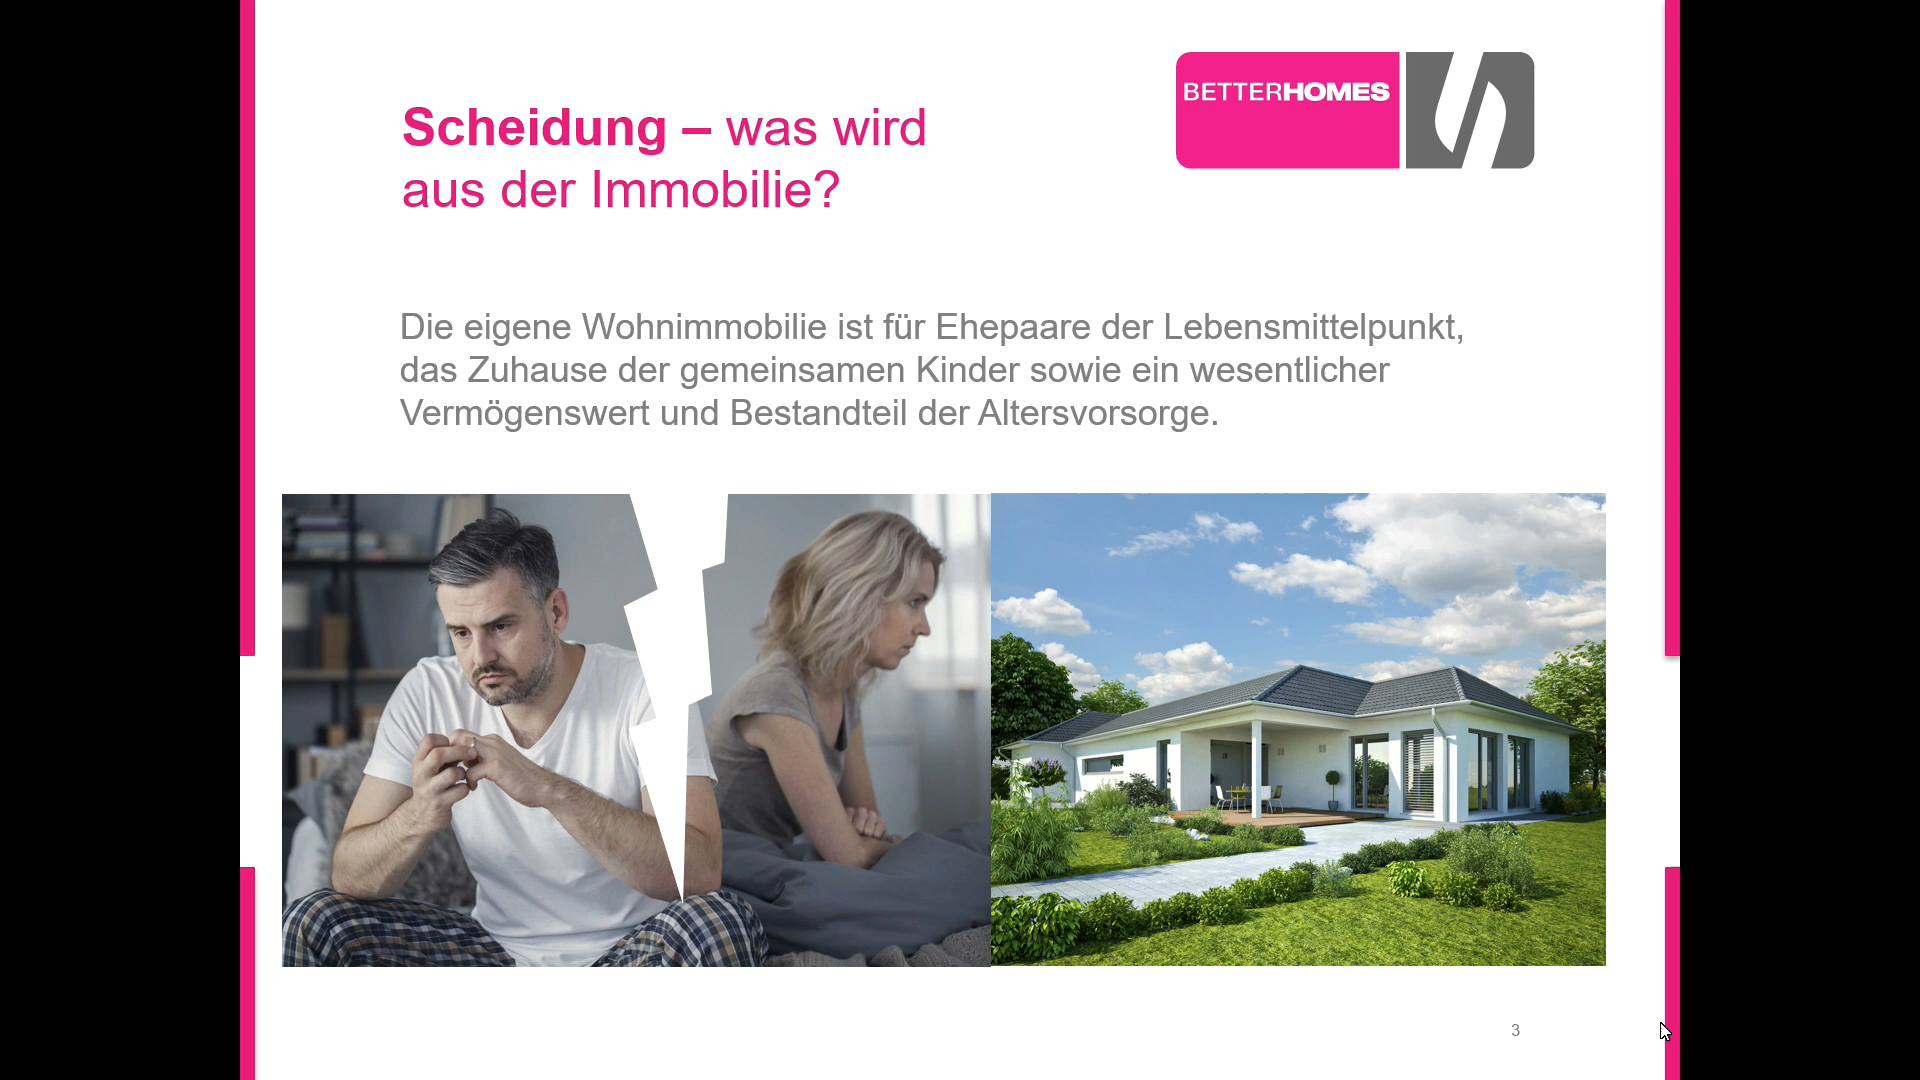 BETTERHOMES
Scheidung – was wird
aus der Immobilie?
Die eigene Wohnimmobilie ist für Ehepaare der Lebensmittelpunkt,
das Zuhause der gemeinsamen Kinder sowie ein wesentlicher
Vermögenswert und Bestandteil der Altersvorsorge.
3